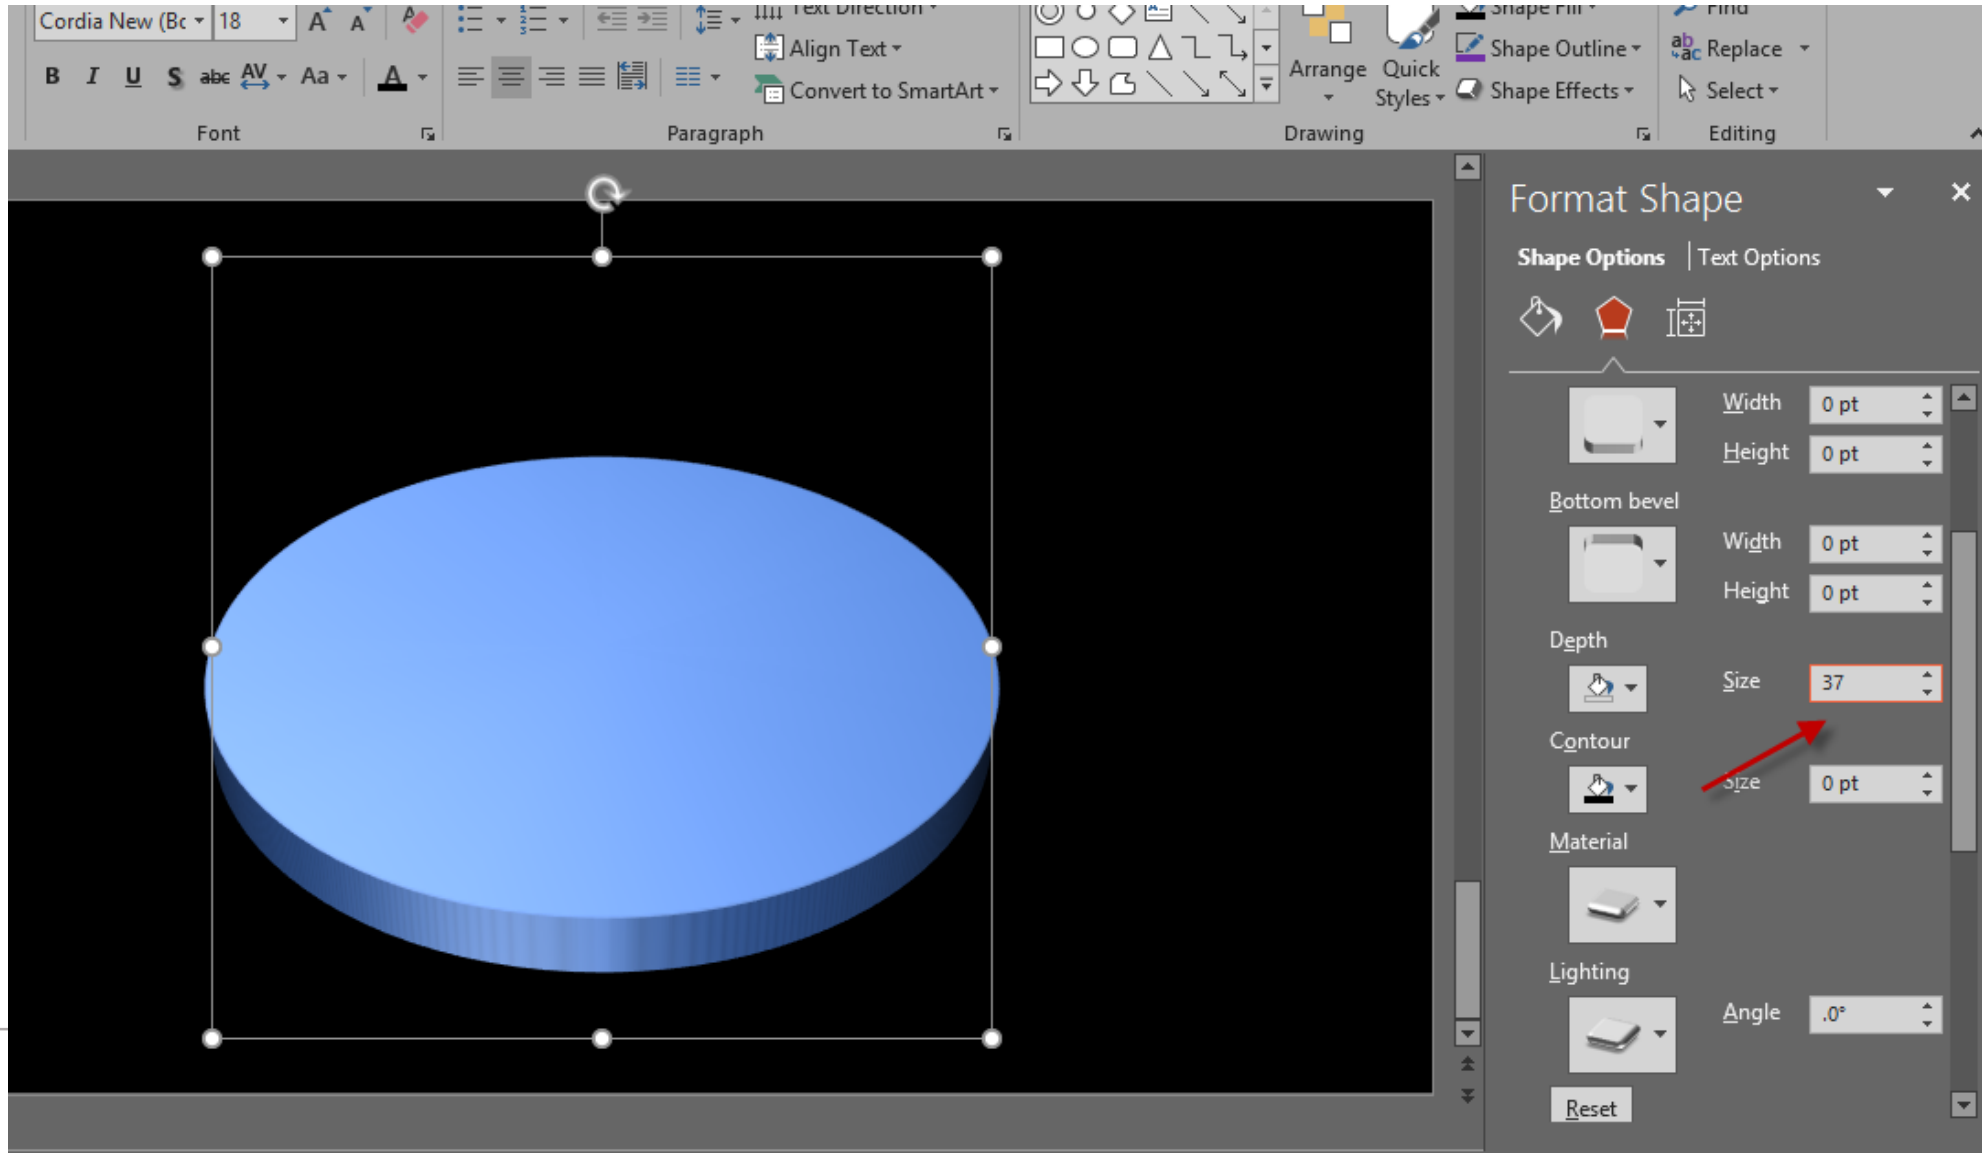 Cordia New (Bc 18 A A Text Direction Shape Fill Find
Align Text Shape Outline Replace
B I U S abc AV Aa A Arrange Quick
Convert to SmartArt Styles Shape Effects Select
Font Paragraph Drawing Editing
Format Shape
Shape Options Text Options
Width 0 pt
Height 0 pt
Bottom bevel
Width 0 pt
Height 0 pt
Depth
Size 37
Contour
Size 0 pt
Material
Lighting
Angle .0°
Reset